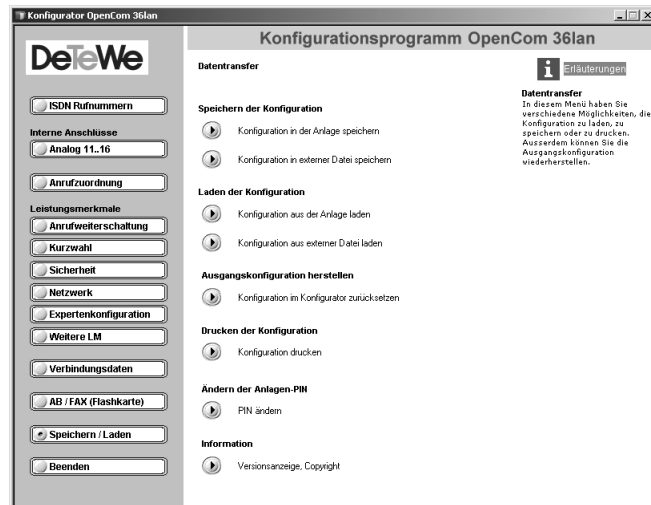 Konfigurator OpenCom 36lan
DeTeWe
Konfigurationsprogramm OpenCom 36lan
ISDN Rufnummern
Interne Anschlüsse
Analog 11..16
Anrufzuordnung
Leistungsmerkmale
Anrufweiterschaltung
Kurzwahl
Sicherheit
Netzwerk
Expertenkonfiguration
Weitere LM
Verbindungsdaten
AB / FAX (Flashkarte)
Speichern / Laden
Beenden
Datentransfer
Speichern der Konfiguration
Konfiguration in der Anlage speichern
Konfiguration in externer Datei speichern
Laden der Konfiguration
Konfiguration aus der Anlage laden
Konfiguration aus externer Datei laden
Ausgangskonfiguration herstellen
Konfiguration im Konfigurator zurücksetzen
Drucken der Konfiguration
Konfiguration drucken
Ändern der Anlagen-PIN
PIN ändern
Information
Versionsanzeige, Copyright
i Erläuterungen
Datentransfer
In diesem Menü haben Sie
verschiedene Möglichkeiten, die
Konfiguration zu laden, zu
speichern oder zu drucken.
Ausserdem können Sie die
Ausgangskonfiguration
wiederherstellen.